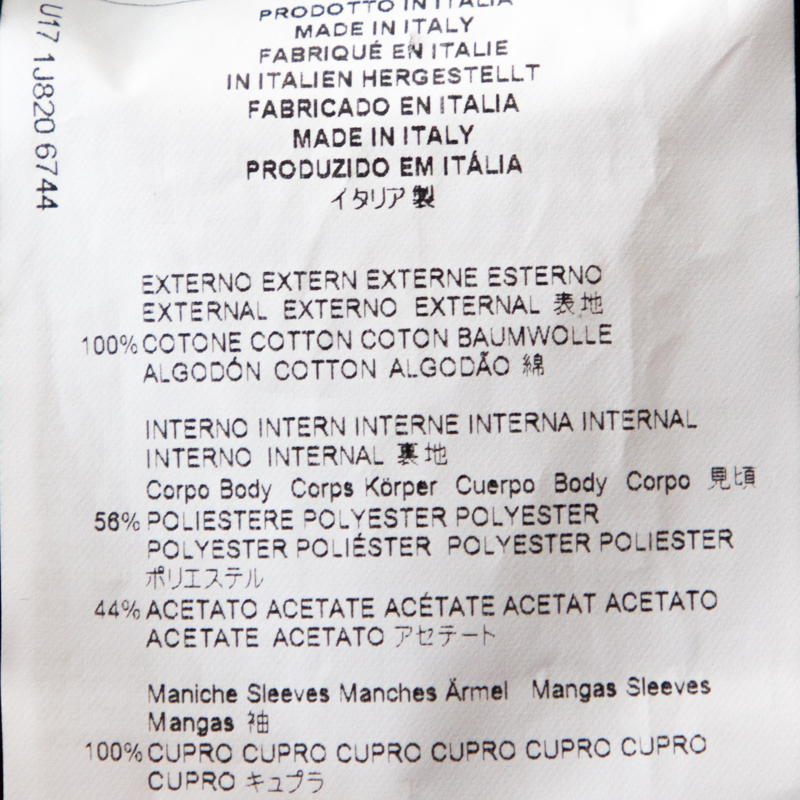 U17 1J820 6744
PRODOTTO IN ITALIA
MADE IN ITALY
FABRIQUÉ EN ITALIE
IN ITALIEN HERGESTELLT
FABRICADO EN ITALIA
MADE IN ITALY
PRODUZIDO EM ITÁLIA
イタリア製
EXTERNO EXTERN EXTERNE ESTERNO
EXTERNAL EXTERNO EXTERNAL 表地
100% COTONE COTTON COTON BAUMWOLLE
ALGODÓN COTTON ALGODÃO 綿
INTERNO INTERN INTERNE INTERNA INTERNAL
INTERNO INTERNAL 裏地
Corpo Body Corps Körper Cuerpo Body Corpo 見頃
56% POLIESTERE POLYESTER POLYESTER
POLYESTER POLIÉSTER POLYESTER POLIESTER
ポリエステル
44% ACETATO ACETATE ACÉTATE ACETAT ACETATO
ACETATE ACETATO アセテート
Maniche Sleeves Manches Ärmel Mangas Sleeves
Mangas 袖
100% CUPRO CUPRO CUPRO CUPRO CUPRO CUPRO
CUPRO キュプラ